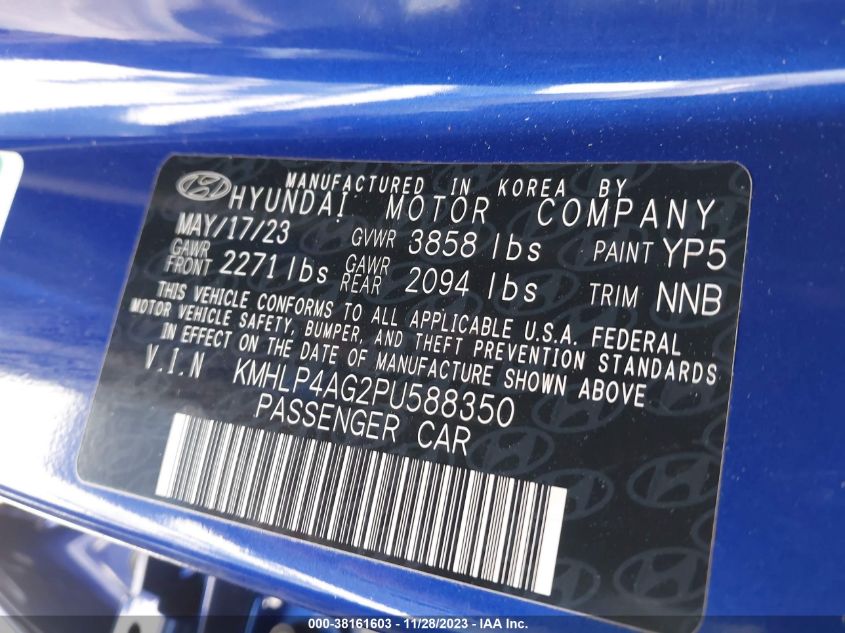 MANUFACTURED IN KOREA BY
HYUNDAI MOTOR COMPANY
MAY/17/23 GVWR 3858 lbs PAINT YP5
GAWR FRONT 2271 lbs GAWR REAR 2094 lbs TRIM NNB
THIS VEHICLE CONFORMS TO ALL APPLICABLE U.S.A. FEDERAL
MOTOR VEHICLE SAFETY, BUMPER, AND THEFT PREVENTION STANDARDS
IN EFFECT ON THE DATE OF MANUFACTURE SHOWN ABOVE
V.I.N KMHLP4AG2PU588350
PASSENGER CAR
000-38161603 - 11/28/2023 - IAA Inc.